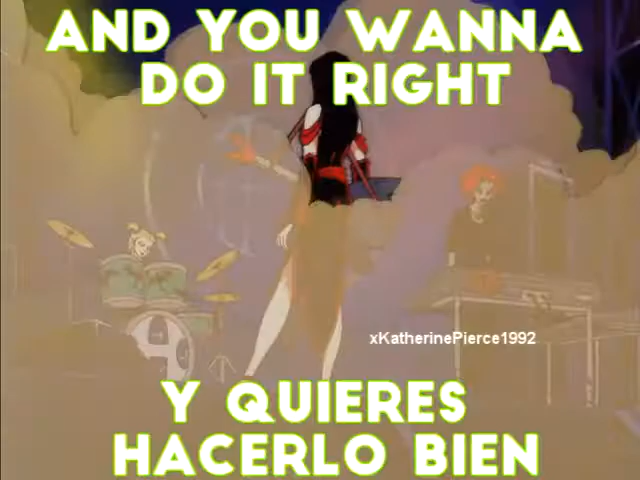 AND YOU WANNA
DO IT RIGHT
xKatherinePierce1992
Y QUIERES
HACERLO BIEN